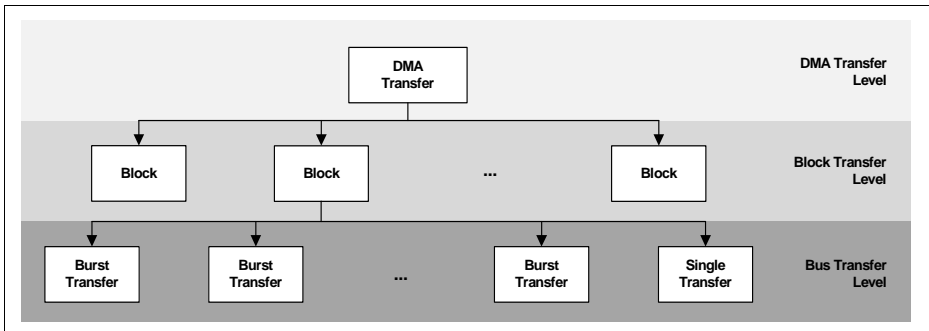 DMA
Transfer
DMA Transfer
Level
Block
Block
...
Block
Block Transfer
Level
Burst
Transfer
Burst
Transfer
...
Burst
Transfer
Single
Transfer
Bus Transfer
Level